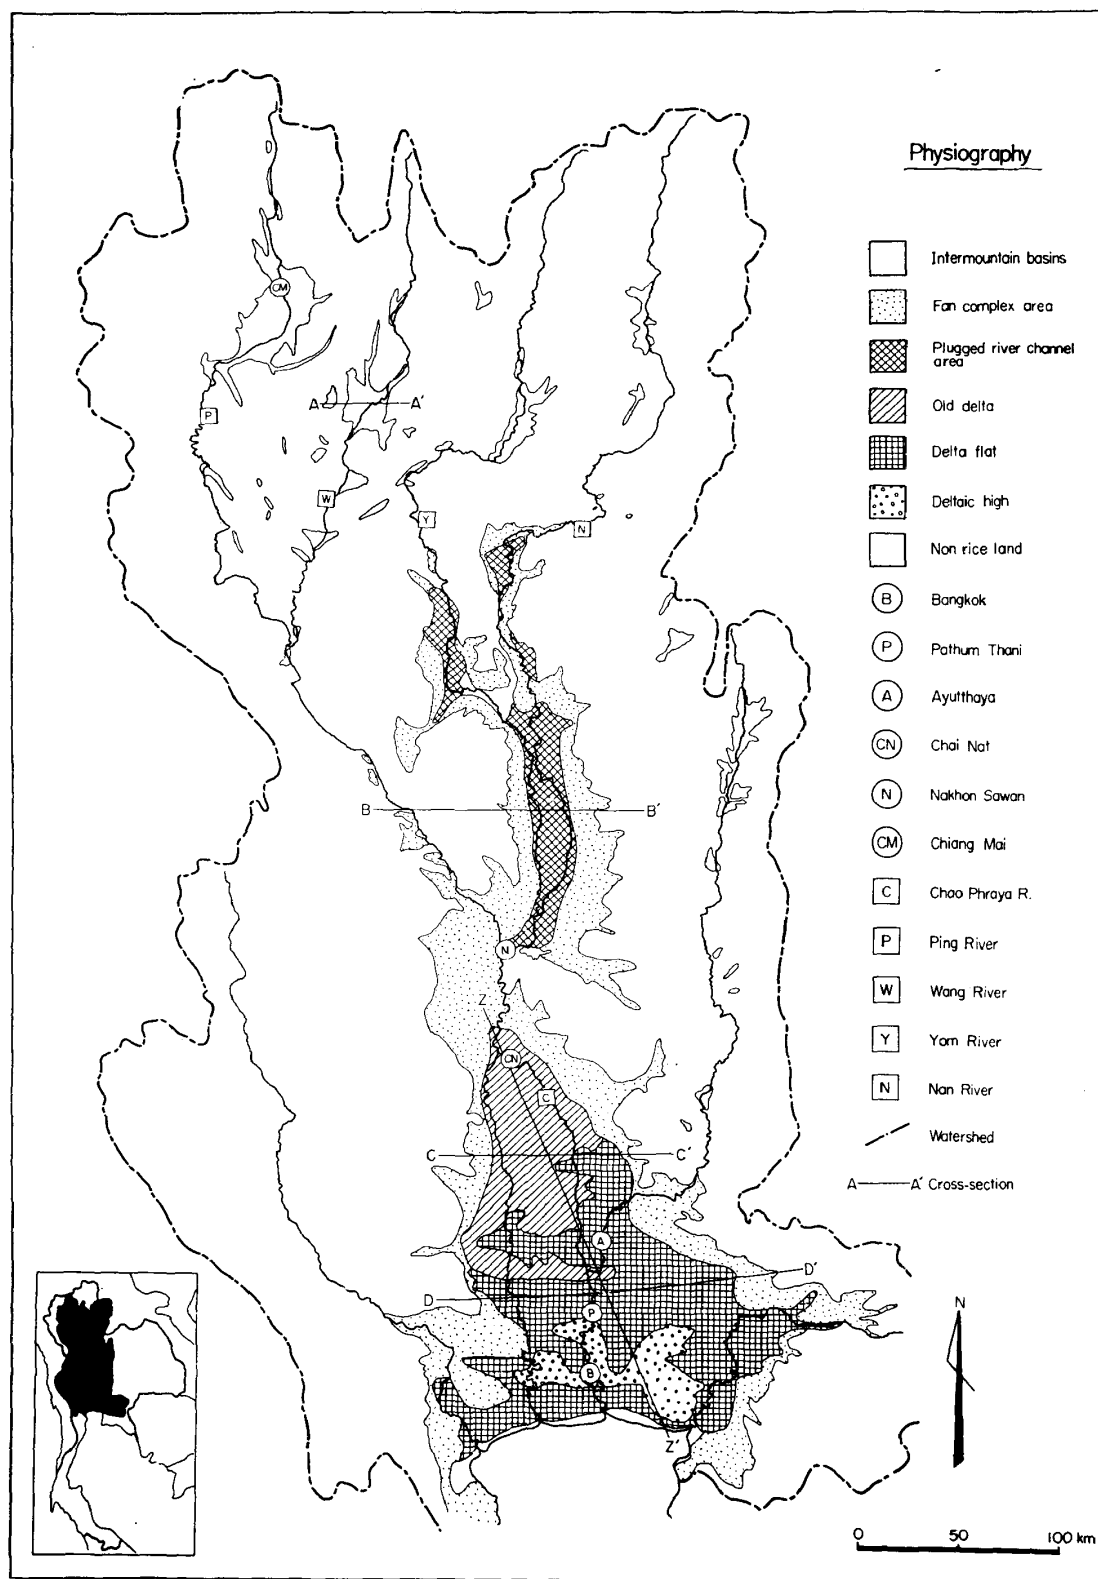 Physiography
Intermountain basins
Fan complex area
Plugged river channel
area
Old delta
Delta flat
Deltaic high
Non rice land
B Bangkok
P Pathum Thani
A Ayutthaya
CN Chai Nat
N Nakhon Sawan
CM Chiang Mai
C Chao Phraya R.
P Ping River
W Wang River
Y Yom River
N Nan River
Watershed
A A' Cross-section
CM
A A'
P
W
Y
N
B B'
N
Z
CN
C
C C'
A
D D'
P
B
Z'
N
0 50 100 km